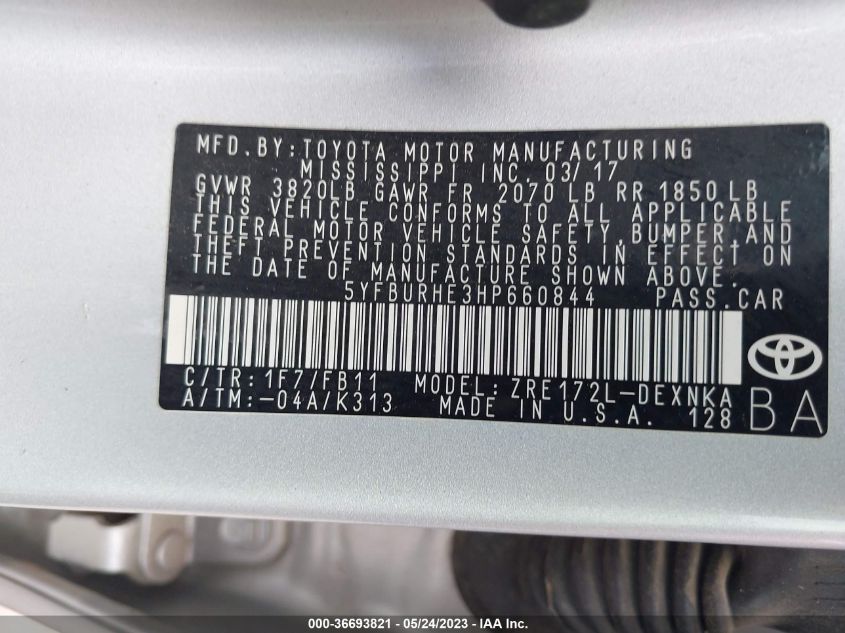 MFD.BY:TOYOTA MOTOR MANUFACTURING
MISSISSIPPI INC. 03/17
GVWR 3820LB GAWR FR 2070 LB RR 1850 LB
THIS VEHICLE CONFORMS TO ALL APPLICABLE
FEDERAL MOTOR VEHICLE SAFETY,BUMPER,AND
THEFT PREVENTION STANDARDS IN EFFECT ON
THE DATE OF MANUFACTURE SHOWN ABOVE.
5YFBURHE3HP660844 PASS.CAR
C/TR:1F7/FB11 MODEL:ZRE172L-DEXNKA
A/TM:-04A/K313 MADE IN U.S.A. 128 BA
000-36693821 - 05/24/2023 - IAAI, Inc.